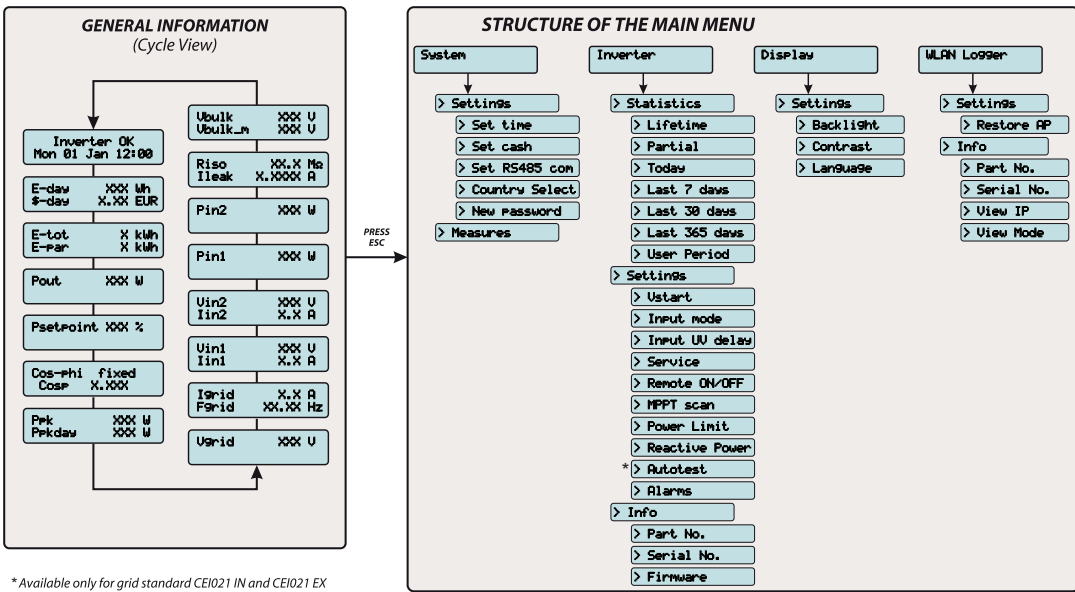 GENERAL INFORMATION
(Cycle View)
Inverter OK
Mon 01 Jan 12:00
E-day XXX Wh
$-day X.XX EUR
E-tot X kWh
E-par X kWh
Pout XXX W
Psetpoint XXX %
Cos-phi fixed
Cosp X.XXX
Ppk XXX W
Ppkday XXX W
Vbulk XXX V
Vbulk_m XXX V
Riso XX.X MΩ
Ileak X.XXXX A
Pin2 XXX W
Pin1 XXX W
Vin2 XXX V
Iin2 X.X A
Vin1 XXX V
Iin1 X.X A
Igrid X.X A
Fgrid XX.XX Hz
Vgrid XXX V
PRESS
ESC
STRUCTURE OF THE MAIN MENU
System
> Settings
> Set time
> Set cash
> Set RS485 com
> Country Select
> New password
> Measures
Inverter
> Statistics
> Lifetime
> Partial
> Today
> Last 7 days
> Last 30 days
> Last 365 days
> User Period
> Settings
> Vstart
> Input mode
> Input UV delay
> Service
> Remote ON/OFF
> MPPT scan
> Power Limit
> Reactive Power
* > Autotest
> Alarms
> Info
> Part No.
> Serial No.
> Firmware
Display
> Settings
> Backlight
> Contrast
> Language
WLAN Logger
> Settings
> Restore AP
> Info
> Part No.
> Serial No.
> View IP
> View Mode
* Available only for grid standard CEI021 IN and CEI021 EX